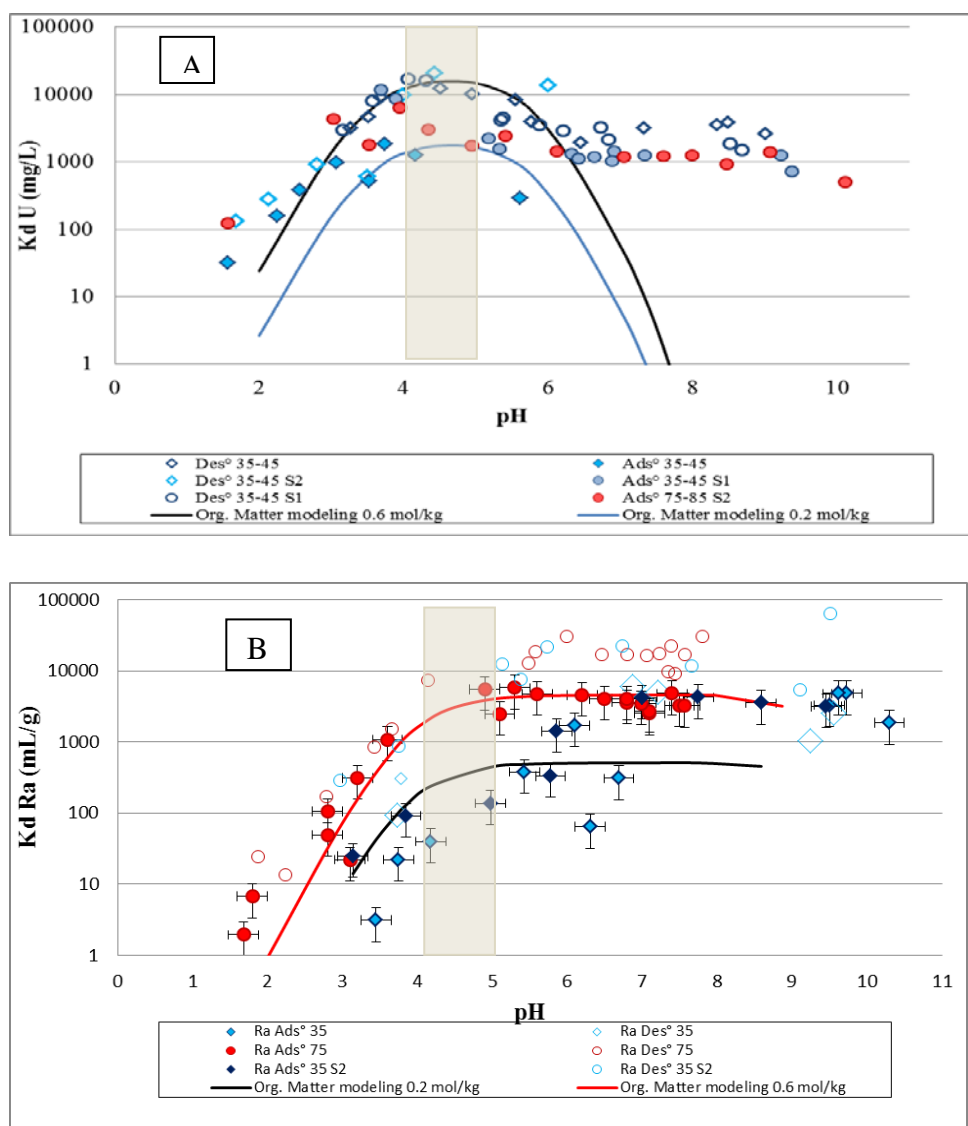 A
100000
10000
1000
100
10
1
Kd U (mg/L)
0 2 4 6 8 10
pH
Des° 35-45 Ads° 35-45
Des° 35-45 S2 Ads° 35-45 S1
Des° 35-45 S1 Ads° 75-85 S2
Org. Matter modeling 0.6 mol/kg Org. Matter modeling 0.2 mol/kg
B
100000
10000
1000
100
10
1
Kd Ra (mL/g)
0 1 2 3 4 5 6 7 8 9 10 11
pH
Ra Ads° 35 Ra Des° 35
Ra Ads° 75 Ra Des° 75
Ra Ads° 35 S2 Ra Des° 35 S2
Org. Matter modeling 0.2 mol/kg Org. Matter modeling 0.6 mol/kg